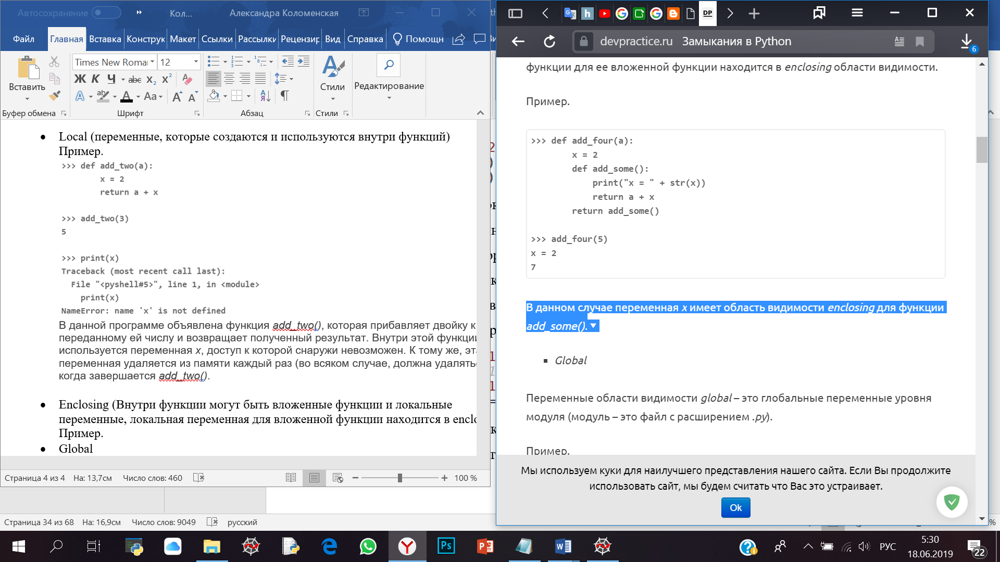 Автосохранение
Кол...
Александра Коломенская
Файл
Главная
Вставка
Конструк
Макет
Ссылки
Рассылки
Рецензир
Вид
Справка
Помощн
Вставить
Буфер обмена
Times New Roma
12
Ж К Ч abc x₂ x²
А ab A Aa A A
Шрифт
Абзац
Стили
Стили
Редактирование
• Local (переменные, которые создаются и используются внутри функций)
Пример.
>>> def add_two(a):
x = 2
return a + x
>>> add_two(3)
5
>>> print(x)
Traceback (most recent call last):
File "<pyshell#5>", line 1, in <module>
print(x)
NameError: name 'x' is not defined
В данной программе объявлена функция add_two(), которая прибавляет двойку к
переданному ей числу и возвращает полученный результат. Внутри этой функции
используется переменная x, доступ к которой снаружи невозможен. К тому же, эта
переменная удаляется из памяти каждый раз (во всяком случае, должна удалять
когда завершается add_two().
• Enclosing (Внутри функции могут быть вложенные функции и локальные
переменные, локальная переменная для вложенной функции находится в enclo
Пример.
• Global
Страница 4 из 4
На: 13,7см
Число слов: 460
100 %
Страница 34 из 68
На: 16,9см
Число слов: 9049
русский
devpractice.ru
Замыкания в Python
6
функции для ее вложенной функции находится в enclosing области видимости.
Пример.
>>> def add_four(a):
x = 2
def add_some():
print("x = " + str(x))
return a + x
return add_some()
>>> add_four(5)
x = 2
7
В данном случае переменная x имеет область видимости enclosing для функции
add_some().
▪ Global
Переменные области видимости global – это глобальные переменные уровня
модуля (модуль – это файл с расширением .py).
Пример.
Мы используем куки для наилучшего представления нашего сайта. Если Вы продолжите
использовать сайт, мы будем считать что Вас это устраивает.
Ok
%
РУС
5:30
18.06.2019
22